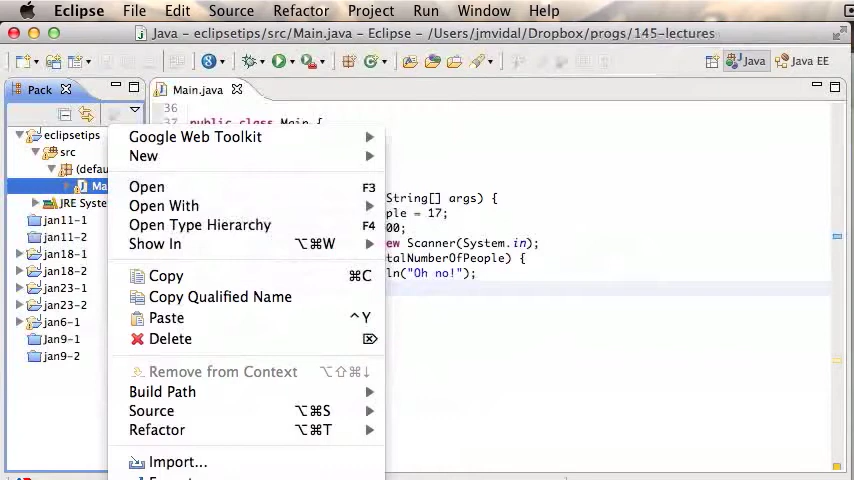 Eclipse File Edit Source Refactor Project Run Window Help
Java – eclipsetips/src/Main.java – Eclipse – /Users/jmvidal/Dropbox/progs/145-lectures
Java Java EE
Pack Main.java
36
37 public class Main {
eclipsetips
src
(defau
Ma
JRE Syste
jan11-1
jan11-2
jan18-1
jan18-2
jan23-1
jan23-2
jan6-1
Jan9-1
jan9-2
Google Web Toolkit
New
Open F3
Open With
Open Type Hierarchy F4
Show In ⌥⌘W
Copy ⌘C
Copy Qualified Name
Paste ^Y
Delete ⌦
Remove from Context ⌥⇧⌘↓
Build Path
Source ⌥⌘S
Refactor ⌥⌘T
Import...
String[] args) {
ple = 17;
00;
ew Scanner(System.in);
talNumberOfPeople) {
ln("Oh no!");